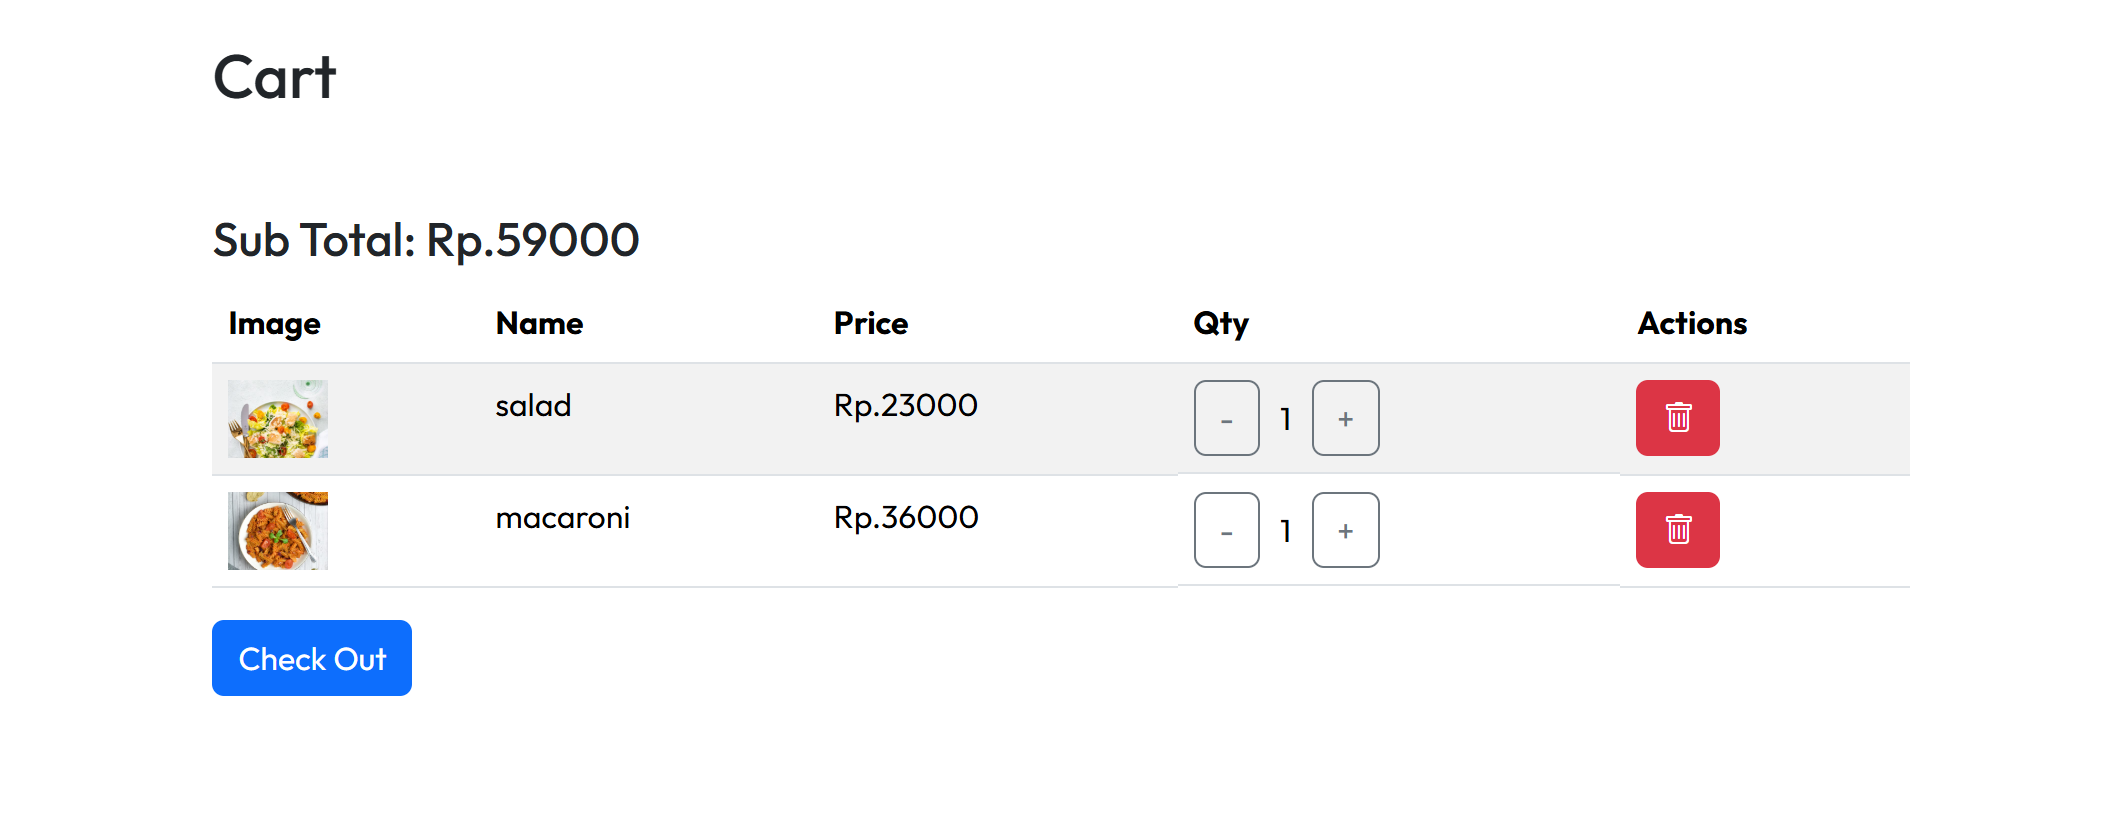 Cart
Sub Total: Rp.59000
Image Name Price Qty Actions
salad Rp.23000 - 1 +
macaroni Rp.36000 - 1 +
Check Out